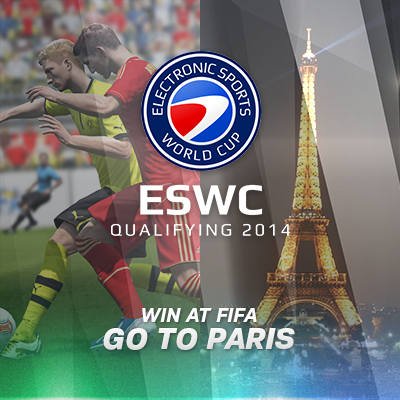 ELECTRONIC SPORTS
WORLD CUP
ESWC
QUALIFYING 2014
WIN AT FIFA
GO TO PARIS